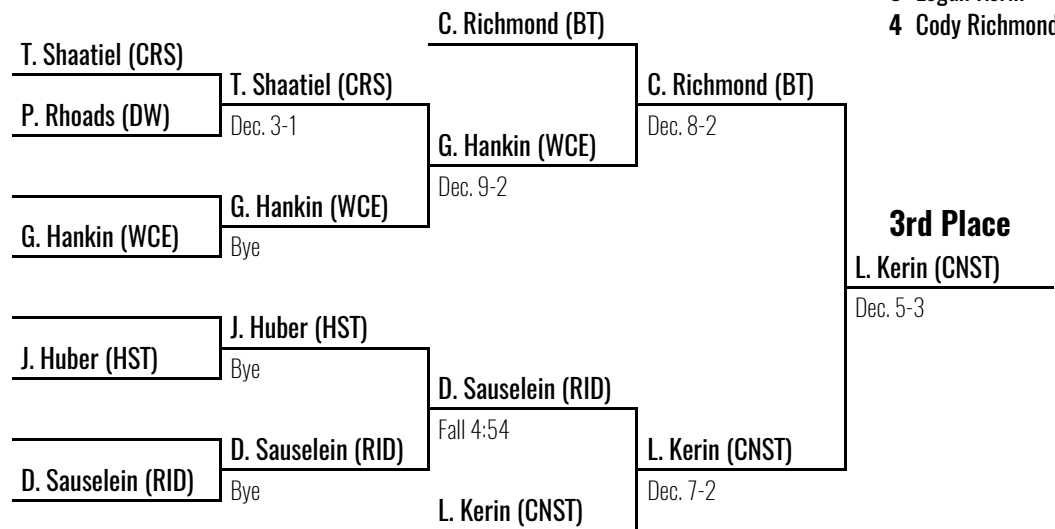 4 Cody Richmond
C. Richmond (BT)
T. Shaatiel (CRS)
T. Shaatiel (CRS)
C. Richmond (BT)
P. Rhoads (DW)
Dec. 3-1
Dec. 8-2
G. Hankin (WCE)
Dec. 9-2
G. Hankin (WCE)
G. Hankin (WCE)
Bye
3rd Place
L. Kerin (CNST)
Dec. 5-3
J. Huber (HST)
J. Huber (HST)
Bye
D. Sauselein (RID)
Fall 4:54
D. Sauselein (RID)
L. Kerin (CNST)
D. Sauselein (RID)
Bye
Dec. 7-2
L. Kerin (CNST)